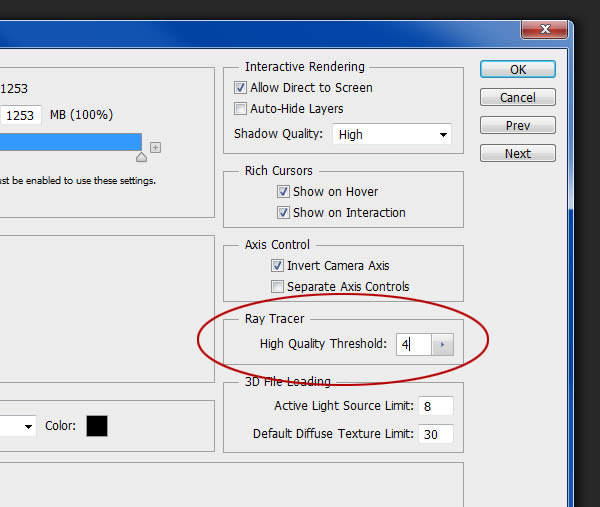 1253
1253 MB (100%)
ust be enabled to use these settings.
Color:
Interactive Rendering
Allow Direct to Screen
Auto-Hide Layers
Shadow Quality: High
Rich Cursors
Show on Hover
Show on Interaction
Axis Control
Invert Camera Axis
Separate Axis Controls
Ray Tracer
High Quality Threshold: 4
3D File Loading
Active Light Source Limit: 8
Default Diffuse Texture Limit: 30
OK
Cancel
Prev
Next